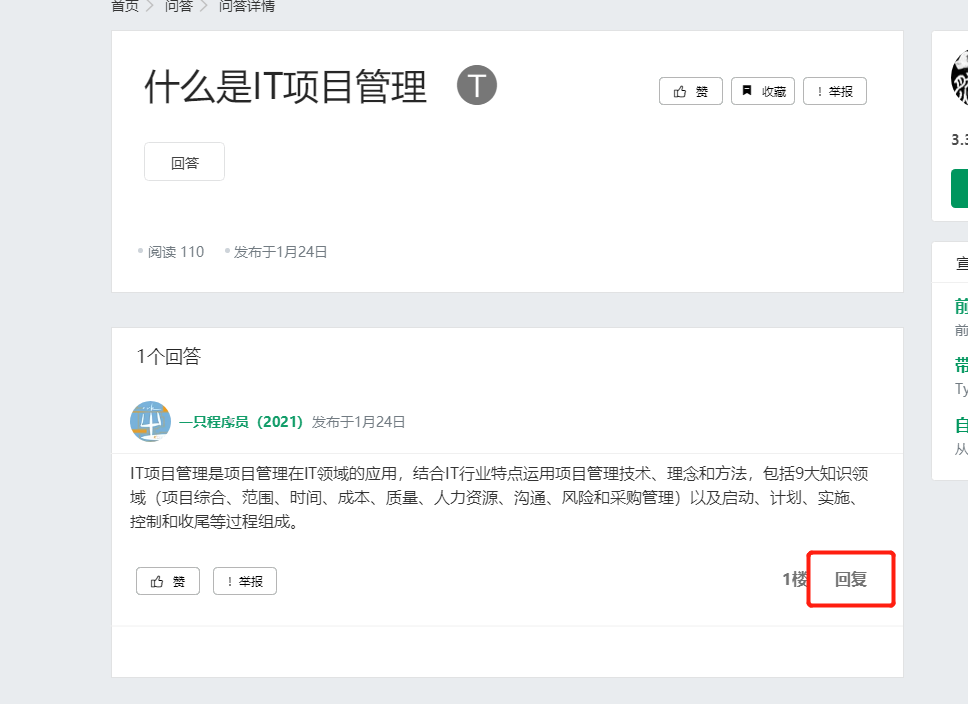 首页 问答 问答详情
什么是IT项目管理 T
赞 收藏 ! 举报
回答
阅读 110 发布于1月24日
1个回答
一只程序员（2021） 发布于1月24日
IT项目管理是项目管理在IT领域的应用，结合IT行业特点运用项目管理技术、理念和方法，包括9大知识领
域（项目综合、范围、时间、成本、质量、人力资源、沟通、风险和采购管理）以及启动、计划、实施、
控制和收尾等过程组成。
赞 ! 举报
1楼 回复
3.3
宣
前
前
带
Ty
自
从